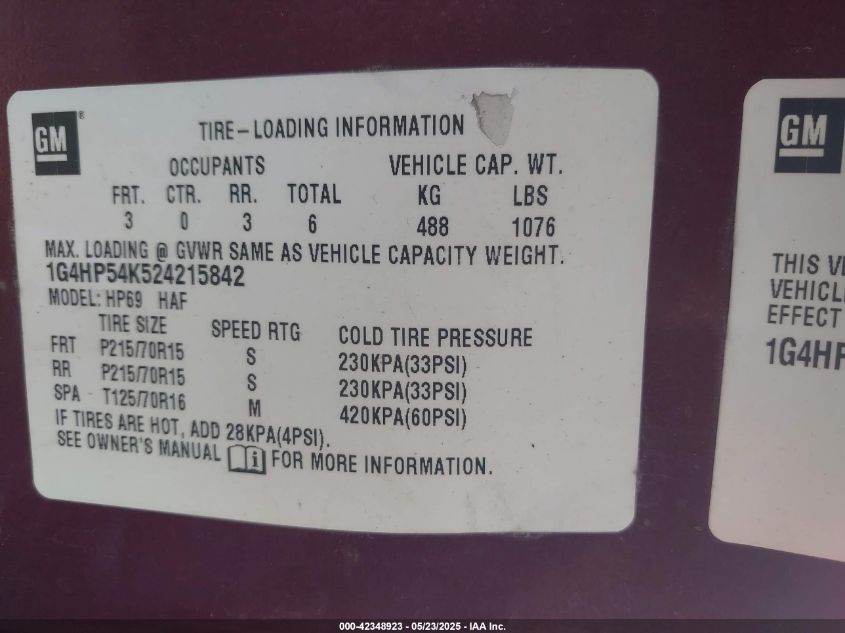 GM ®
TIRE-LOADING INFORMATION
OCCUPANTS VEHICLE CAP. WT.
FRT. CTR. RR. TOTAL KG LBS
3 0 3 6 488 1076
MAX. LOADING @ GVWR SAME AS VEHICLE CAPACITY WEIGHT.
1G4HP54K524215842
MODEL: HP69 HAF
TIRE SIZE SPEED RTG COLD TIRE PRESSURE
FRT P215/70R15 S 230KPA(33PSI)
RR P215/70R15 S 230KPA(33PSI)
SPA T125/70R16 M 420KPA(60PSI)
IF TIRES ARE HOT, ADD 28KPA(4PSI).
SEE OWNER'S MANUAL i FOR MORE INFORMATION.
GM
THIS VE
VEHICL
EFFECT
1G4HP
000-42348923 — 05/23/2025 — IAA Inc.